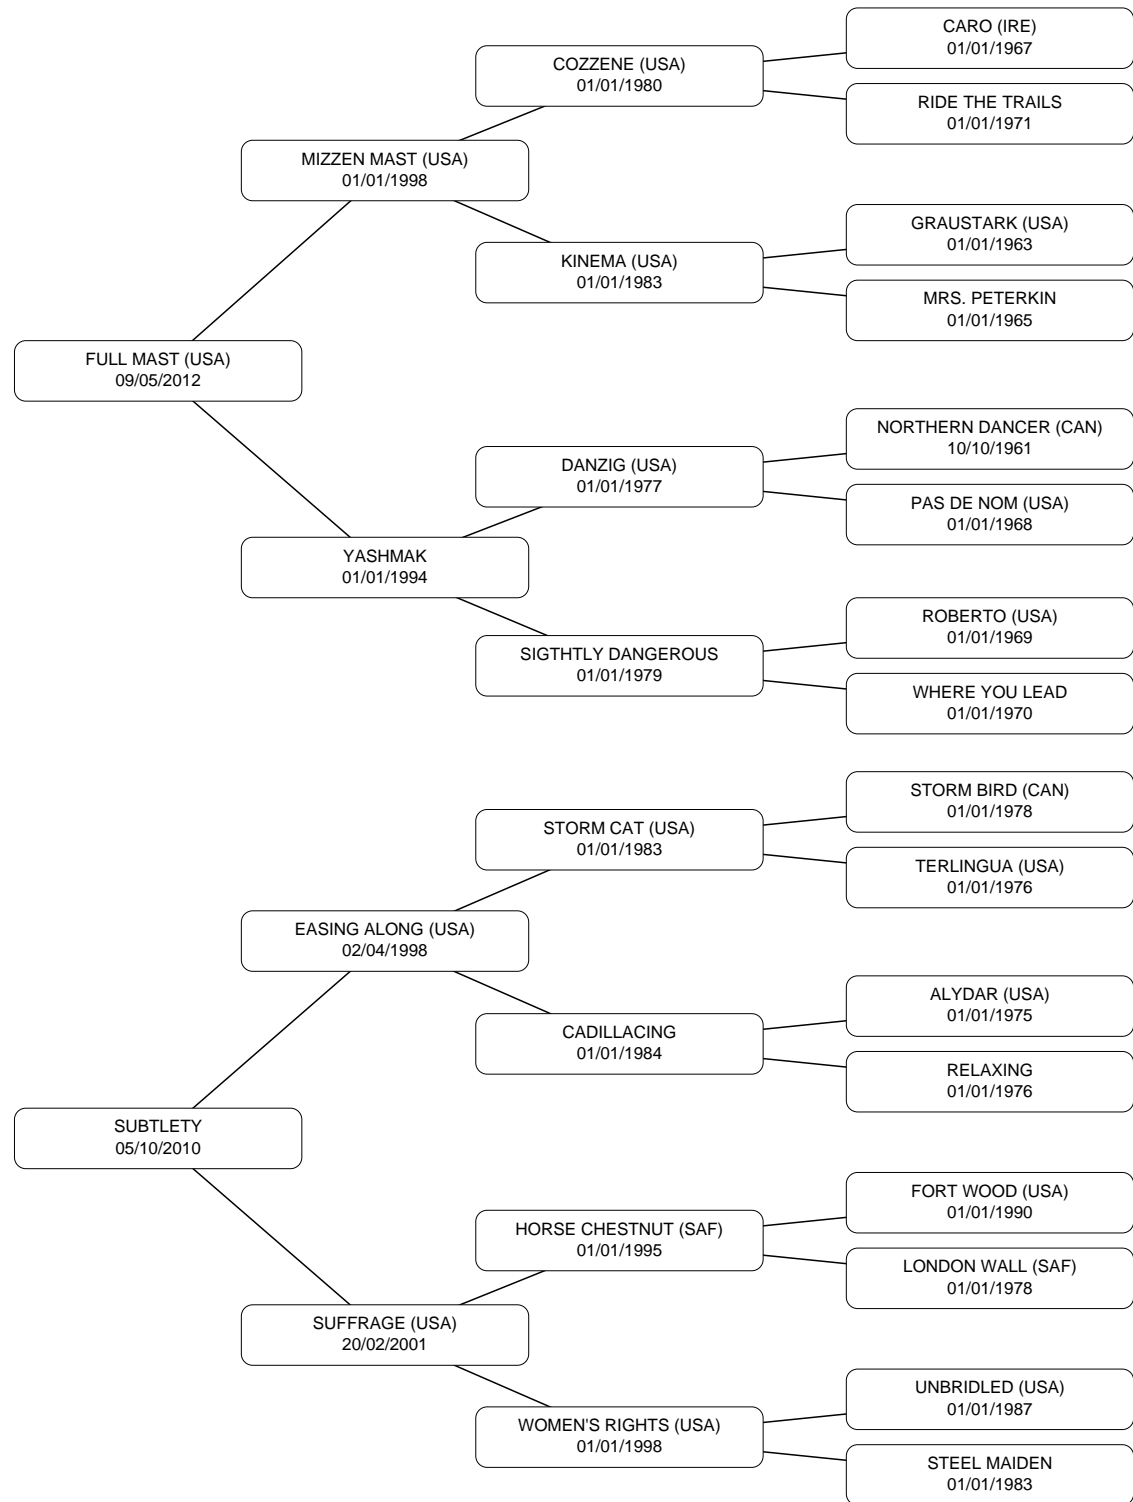 CARO (IRE)
01/01/1967
COZZENE (USA)
01/01/1980
RIDE THE TRAILS
01/01/1971
MIZZEN MAST (USA)
01/01/1998
GRAUSTARK (USA)
01/01/1963
KINEMA (USA)
01/01/1983
MRS. PETERKIN
01/01/1965
FULL MAST (USA)
09/05/2012
NORTHERN DANCER (CAN)
10/10/1961
DANZIG (USA)
01/01/1977
PAS DE NOM (USA)
01/01/1968
YASHMAK
01/01/1994
ROBERTO (USA)
01/01/1969
SIGTHTLY DANGEROUS
01/01/1979
WHERE YOU LEAD
01/01/1970
STORM BIRD (CAN)
01/01/1978
STORM CAT (USA)
01/01/1983
TERLINGUA (USA)
01/01/1976
EASING ALONG (USA)
02/04/1998
ALYDAR (USA)
01/01/1975
CADILLACING
01/01/1984
RELAXING
01/01/1976
SUBTLETY
05/10/2010
FORT WOOD (USA)
01/01/1990
HORSE CHESTNUT (SAF)
01/01/1995
LONDON WALL (SAF)
01/01/1978
SUFFRAGE (USA)
20/02/2001
UNBRIDLED (USA)
01/01/1987
WOMEN'S RIGHTS (USA)
01/01/1998
STEEL MAIDEN
01/01/1983